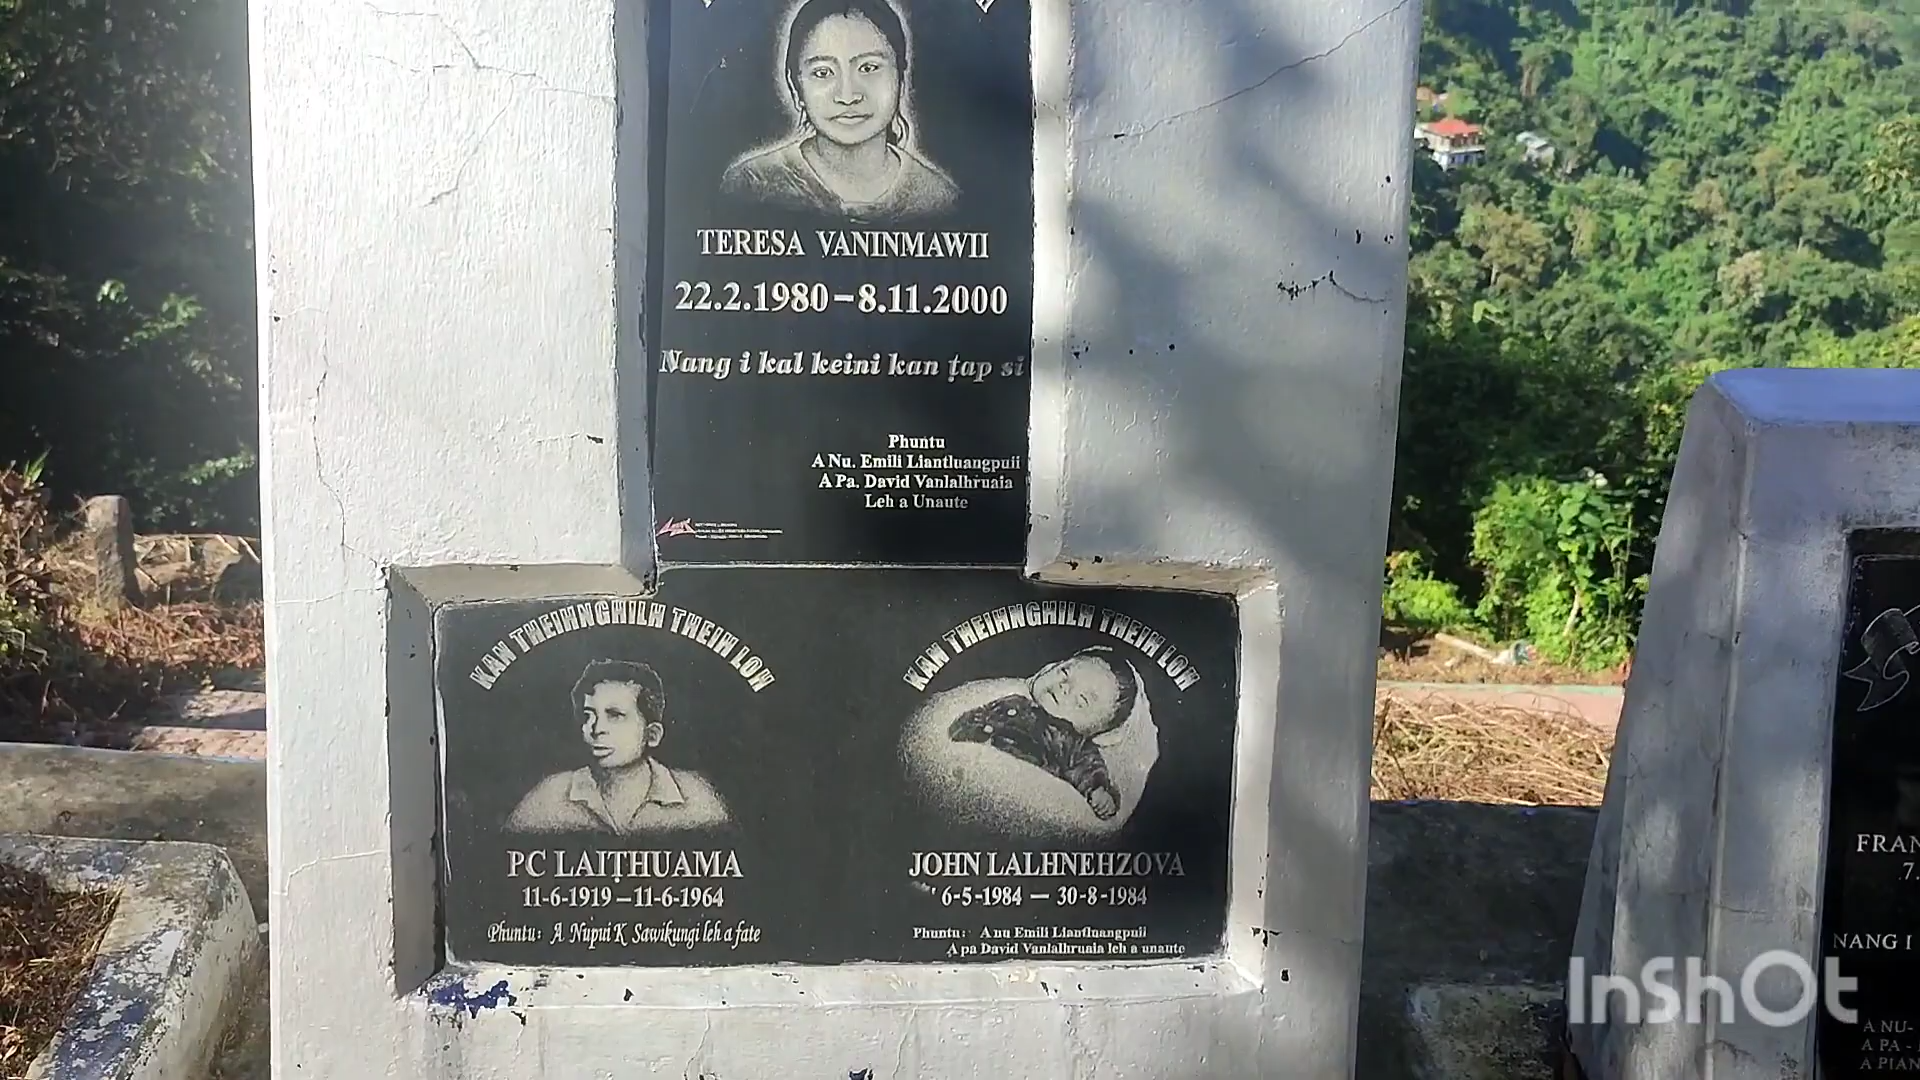 TERESA VANINMAWII
22.2.1980–8.11.2000
Nang i kal keini kan ṭap si
Phuntu
A Nu. Emili Liantluangpuii
A Pa. David Vanlalhruaia
Leh a Unaute
KAN THEIHNGHILH THEIH LOH
PC LAIṬHUAMA
11-6-1919–11-6-1964
Phuntu: A Nupui K Sawikungi leh a fate
KAN THEIHNGHILH THEIH LOH
JOHN LALHNEHZOVA
6-5-1984 — 30-8-1984
Phuntu: A nu Emili Liantluangpuii
A pa David Vanlalhruaia leh a unaute
FRAN
7.
NANG I
A NU-
A PA -
A PIAN
InShOt